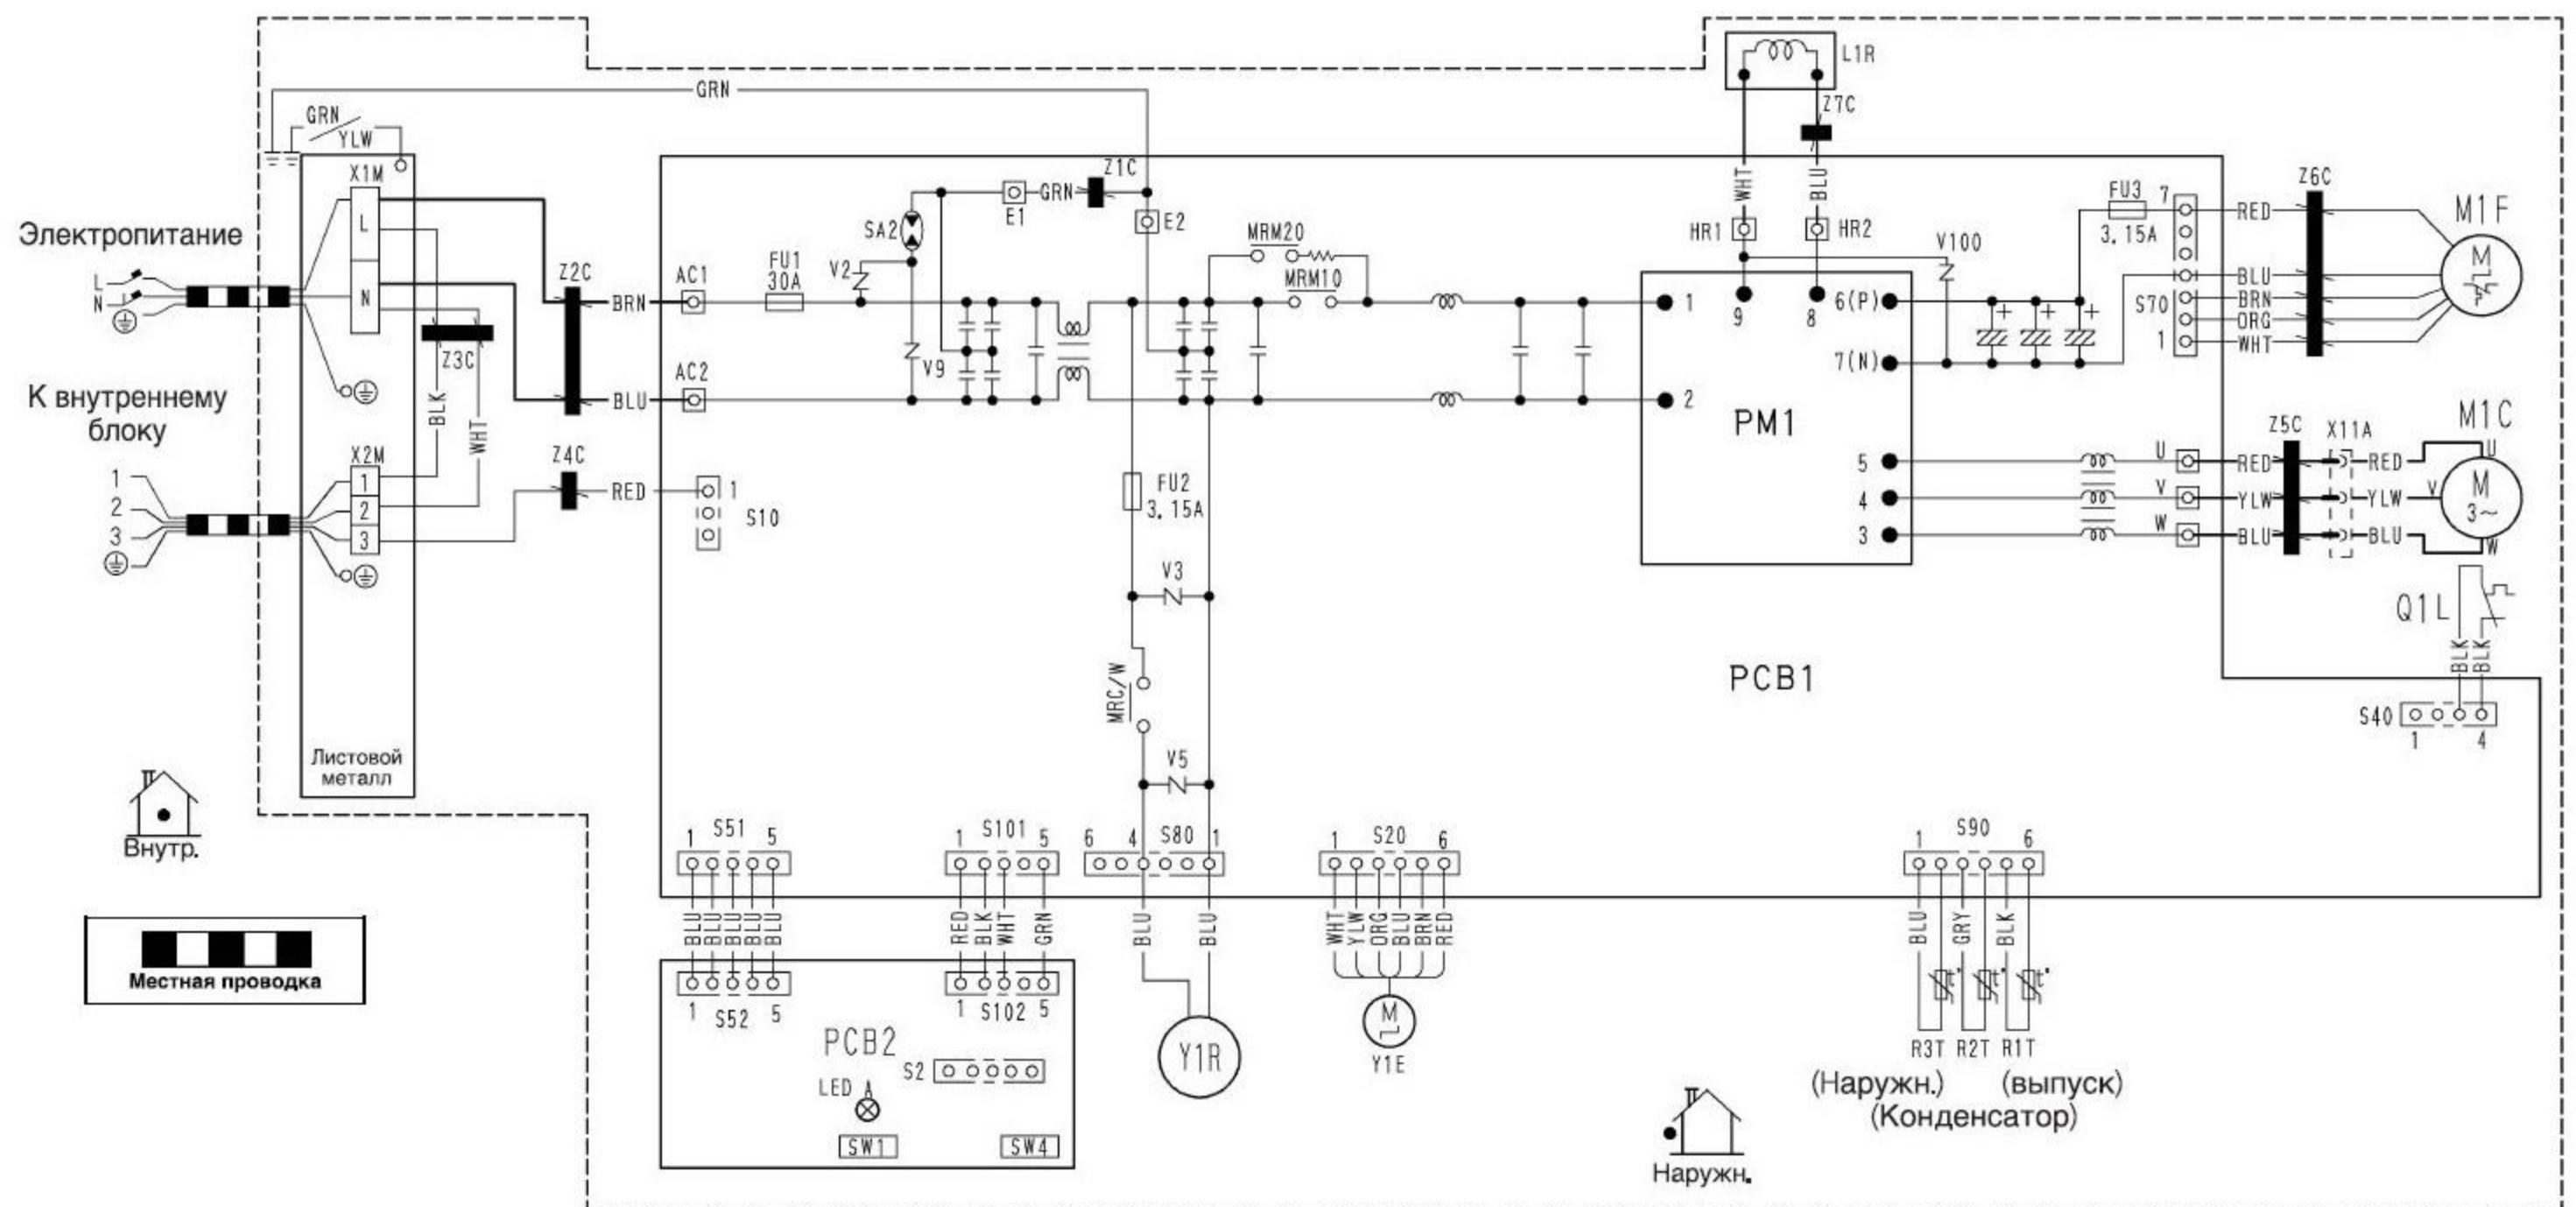 L1R
Z7C
GRN
GRN
YLW
X1M
L
N
Электропитание
L
N
Z3C
BLK
WHT
К внутреннему
блоку
1
2
3
X2M
1
2
3
Листовой
металл
Внутр.
Местная проводка
Z2C
BRN
BLU
Z4C
RED
AC1
AC2
1
S10
FU1
30A
V2
SA2
V9
E1
GRN
Z1C
E2
MRM20
MRM10
FU2
3.15A
V3
MRC/W
V5
WHT
BLU
HR1
HR2
V100
9
8
1
2
6(P)
7(N)
PM1
5
4
3
PCB1
FU3
3.15A
7
S70
1
RED
BLU
BRN
ORG
WHT
Z6C
M1F
M
U
V
W
RED
YLW
BLU
Z5C
X11A
RED
YLW
BLU
M1C
U
V
W
M
3~
Q1L
BLK
BLK
S40
1
4
1
S51
5
1
S101
5
6
4
S80
1
1
S20
6
1
S90
6
BLU
BLU
BLU
BLU
BLU
RED
BLK
WHT
GRN
BLU
BLU
WHT
YLW
ORG
BLU
BRN
RED
BLU
GRY
BLK
1
S52
5
1
S102
5
PCB2
S2
LED A
SW1
SW4
Y1R
M
Y1E
t°
t°
t°
R3T
R2T
R1T
(Наружн.)
(выпуск)
(Конденсатор)
Наружн.